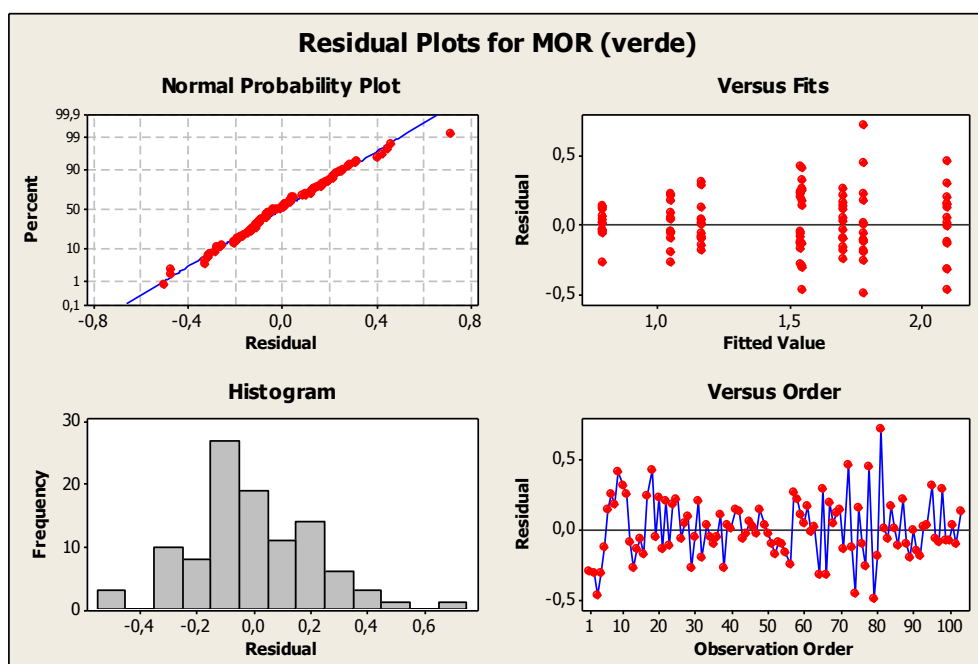 Residual Plots for MOR (verde)
Normal Probability Plot
99,9
99
90
50
10
1
0,1
Percent
-0,8 -0,4 0,0 0,4 0,8
Residual
Versus Fits
0,5
0,0
-0,5
Residual
1,0 1,5 2,0
Fitted Value
Histogram
30
20
10
0
Frequency
-0,4 -0,2 0,0 0,2 0,4 0,6
Residual
Versus Order
0,5
0,0
-0,5
Residual
1 10 20 30 40 50 60 70 80 90 100
Observation Order